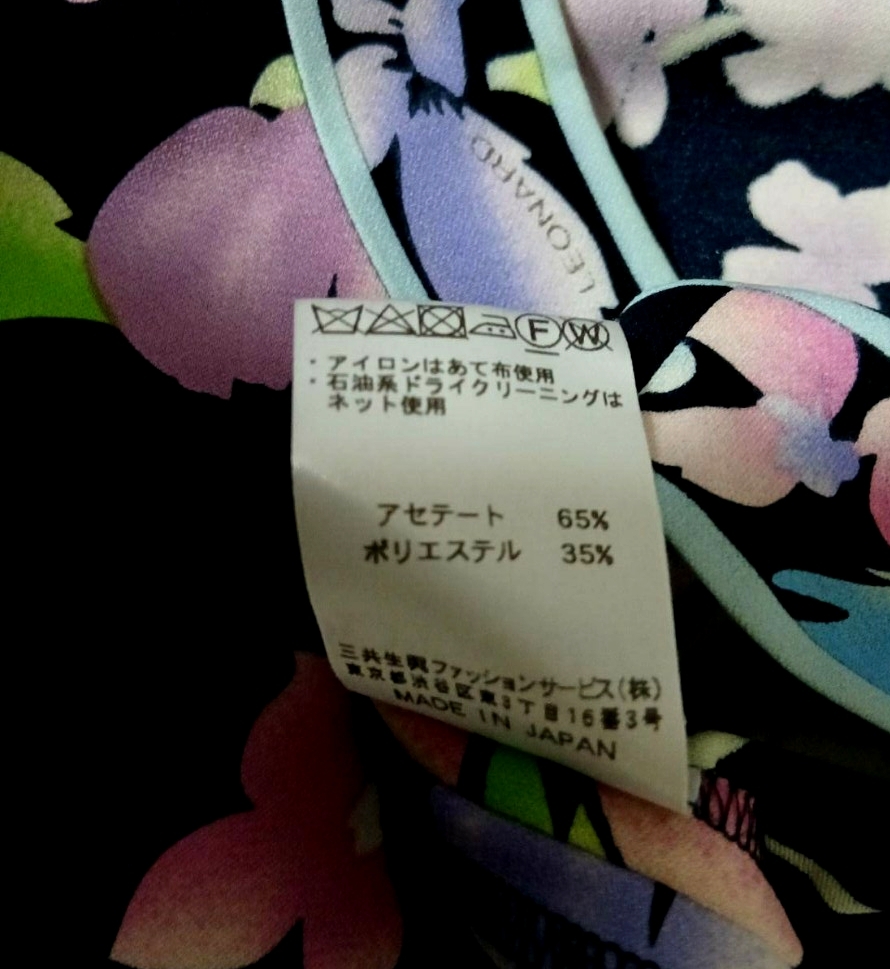 LEONARD
F W
・アイロンはあて布使用
・石油系ドライクリーニングは
ネット使用
アセテート 65%
ポリエステル 35%
三共生興ファッションサービス(株)
東京都渋谷区東3丁目16番3号
MADE IN JAPAN